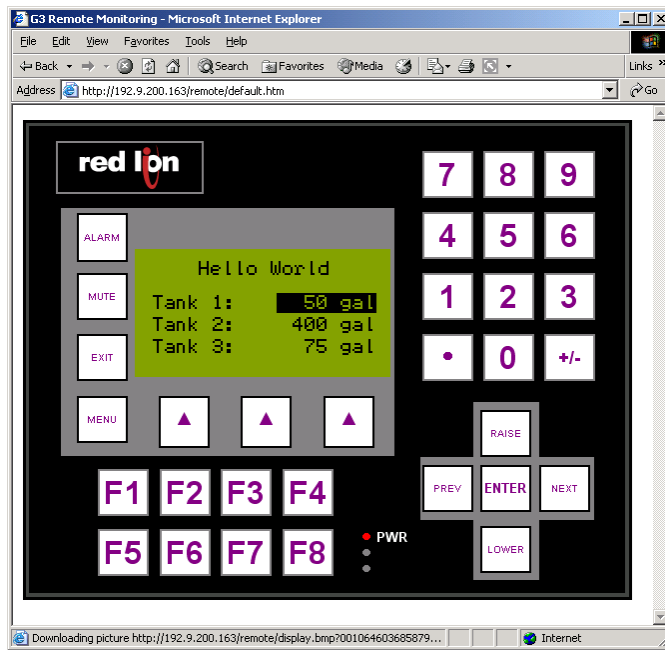 G3 Remote Monitoring - Microsoft Internet Explorer
File Edit View Favorites Tools Help
Back Search Favorites Media Links »
Address http://192.9.200.163/remote/default.htm Go
red lion
7 8 9
ALARM
4 5 6
Hello World
MUTE
Tank 1: 50 gal
1 2 3
Tank 2: 400 gal
Tank 3: 75 gal
EXIT
• 0 +/-
MENU ▲ ▲ ▲
RAISE
F1 F2 F3 F4
PREV ENTER NEXT
F5 F6 F7 F8
PWR
LOWER
Downloading picture http://192.9.200.163/remote/display.bmp?001064603685879... Internet